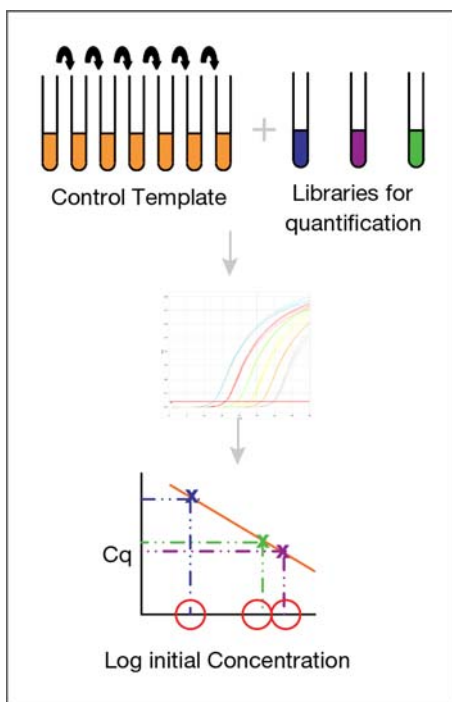 Control Template
Libraries for
quantification
Cq
Log initial Concentration